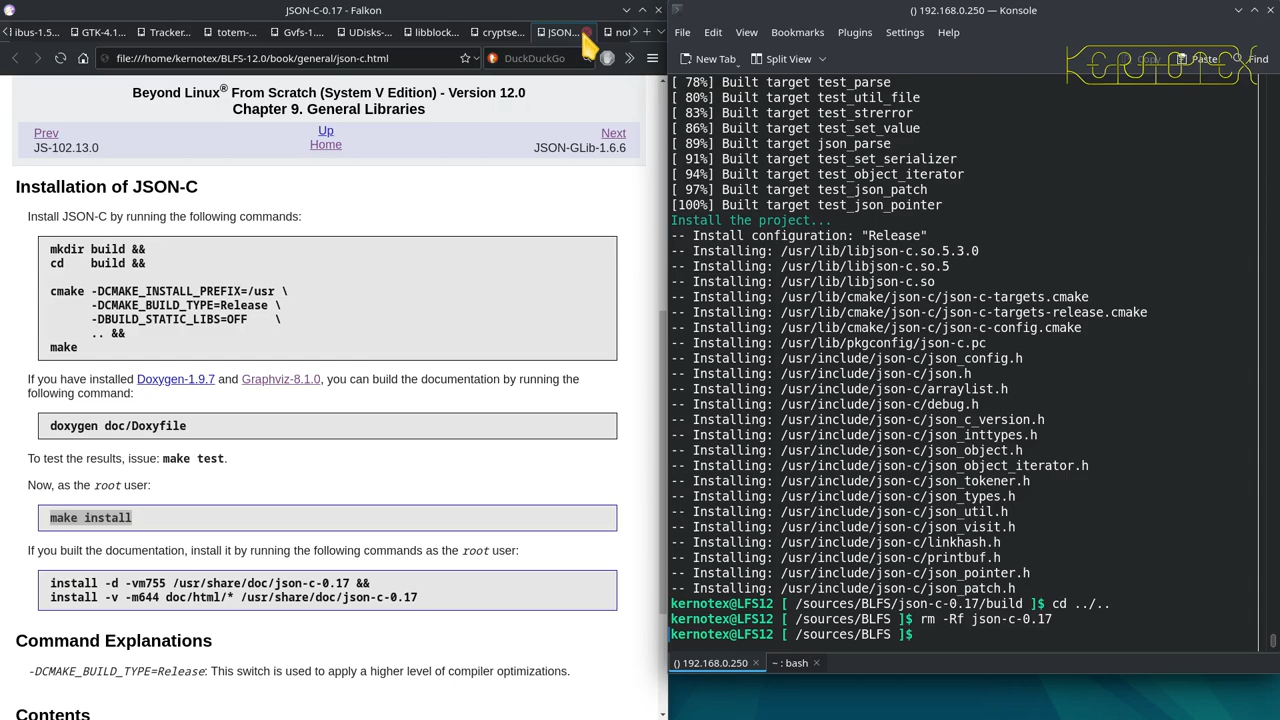 JSON-C-0.17 - Falkon
ibus-1.5...
GTK-4.1...
Tracker...
totem-...
Gvfs-1....
UDisks-...
libblock...
cryptse...
JSON...
not
file:///home/kernotex/BLFS-12.0/book/general/json-c.html
DuckDuckGo
Beyond Linux® From Scratch (System V Edition) - Version 12.0
Chapter 9. General Libraries
Prev
Up
Next
JS-102.13.0
Home
JSON-GLib-1.6.6
Installation of JSON-C
Install JSON-C by running the following commands:
mkdir build &&
cd    build &&
cmake -DCMAKE_INSTALL_PREFIX=/usr \
      -DCMAKE_BUILD_TYPE=Release \
      -DBUILD_STATIC_LIBS=OFF    \
      .. &&
make
If you have installed Doxygen-1.9.7 and Graphviz-8.1.0, you can build the documentation by running the
following command:
doxygen doc/Doxyfile
To test the results, issue: make test.
Now, as the root user:
make install
If you built the documentation, install it by running the following commands as the root user:
install -d -vm755 /usr/share/doc/json-c-0.17 &&
install -v -m644 doc/html/* /usr/share/doc/json-c-0.17
Command Explanations
-DCMAKE_BUILD_TYPE=Release: This switch is used to apply a higher level of compiler optimizations.
Contents
() 192.168.0.250 — Konsole
File Edit View Bookmarks Plugins Settings Help
New Tab
Split View
Copy
Paste
Find
KERNOTEX
[ 78%] Built target test_parse
[ 80%] Built target test_util_file
[ 83%] Built target test_strerror
[ 86%] Built target test_set_value
[ 89%] Built target json_parse
[ 91%] Built target test_set_serializer
[ 94%] Built target test_object_iterator
[ 97%] Built target test_json_patch
[100%] Built target test_json_pointer
Install the project...
-- Install configuration: "Release"
-- Installing: /usr/lib/libjson-c.so.5.3.0
-- Installing: /usr/lib/libjson-c.so.5
-- Installing: /usr/lib/libjson-c.so
-- Installing: /usr/lib/cmake/json-c/json-c-targets.cmake
-- Installing: /usr/lib/cmake/json-c/json-c-targets-release.cmake
-- Installing: /usr/lib/cmake/json-c/json-c-config.cmake
-- Installing: /usr/lib/pkgconfig/json-c.pc
-- Installing: /usr/include/json-c/json_config.h
-- Installing: /usr/include/json-c/json.h
-- Installing: /usr/include/json-c/arraylist.h
-- Installing: /usr/include/json-c/debug.h
-- Installing: /usr/include/json-c/json_c_version.h
-- Installing: /usr/include/json-c/json_inttypes.h
-- Installing: /usr/include/json-c/json_object.h
-- Installing: /usr/include/json-c/json_object_iterator.h
-- Installing: /usr/include/json-c/json_tokener.h
-- Installing: /usr/include/json-c/json_types.h
-- Installing: /usr/include/json-c/json_util.h
-- Installing: /usr/include/json-c/json_visit.h
-- Installing: /usr/include/json-c/linkhash.h
-- Installing: /usr/include/json-c/printbuf.h
-- Installing: /usr/include/json-c/json_pointer.h
-- Installing: /usr/include/json-c/json_patch.h
kernotex@LFS12 [ /sources/BLFS/json-c-0.17/build ]$ cd ../..
kernotex@LFS12 [ /sources/BLFS ]$ rm -Rf json-c-0.17
kernotex@LFS12 [ /sources/BLFS ]$
() 192.168.0.250
~ : bash